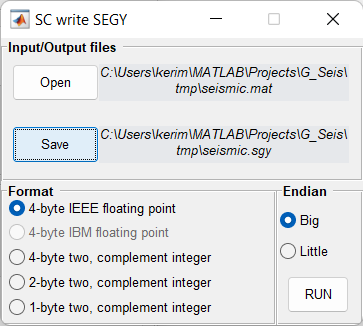 SC write SEGY
Input/Output files
Open
C:\Users\kerim\MATLAB\Projects\G_Seis\
tmp\seismic.mat
Save
C:\Users\kerim\MATLAB\Projects\G_Seis\
tmp\seismic.sgy
Format
4-byte IEEE floating point
4-byte IBM floating point
4-byte two, complement integer
2-byte two, complement integer
1-byte two, complement integer
Endian
Big
Little
RUN